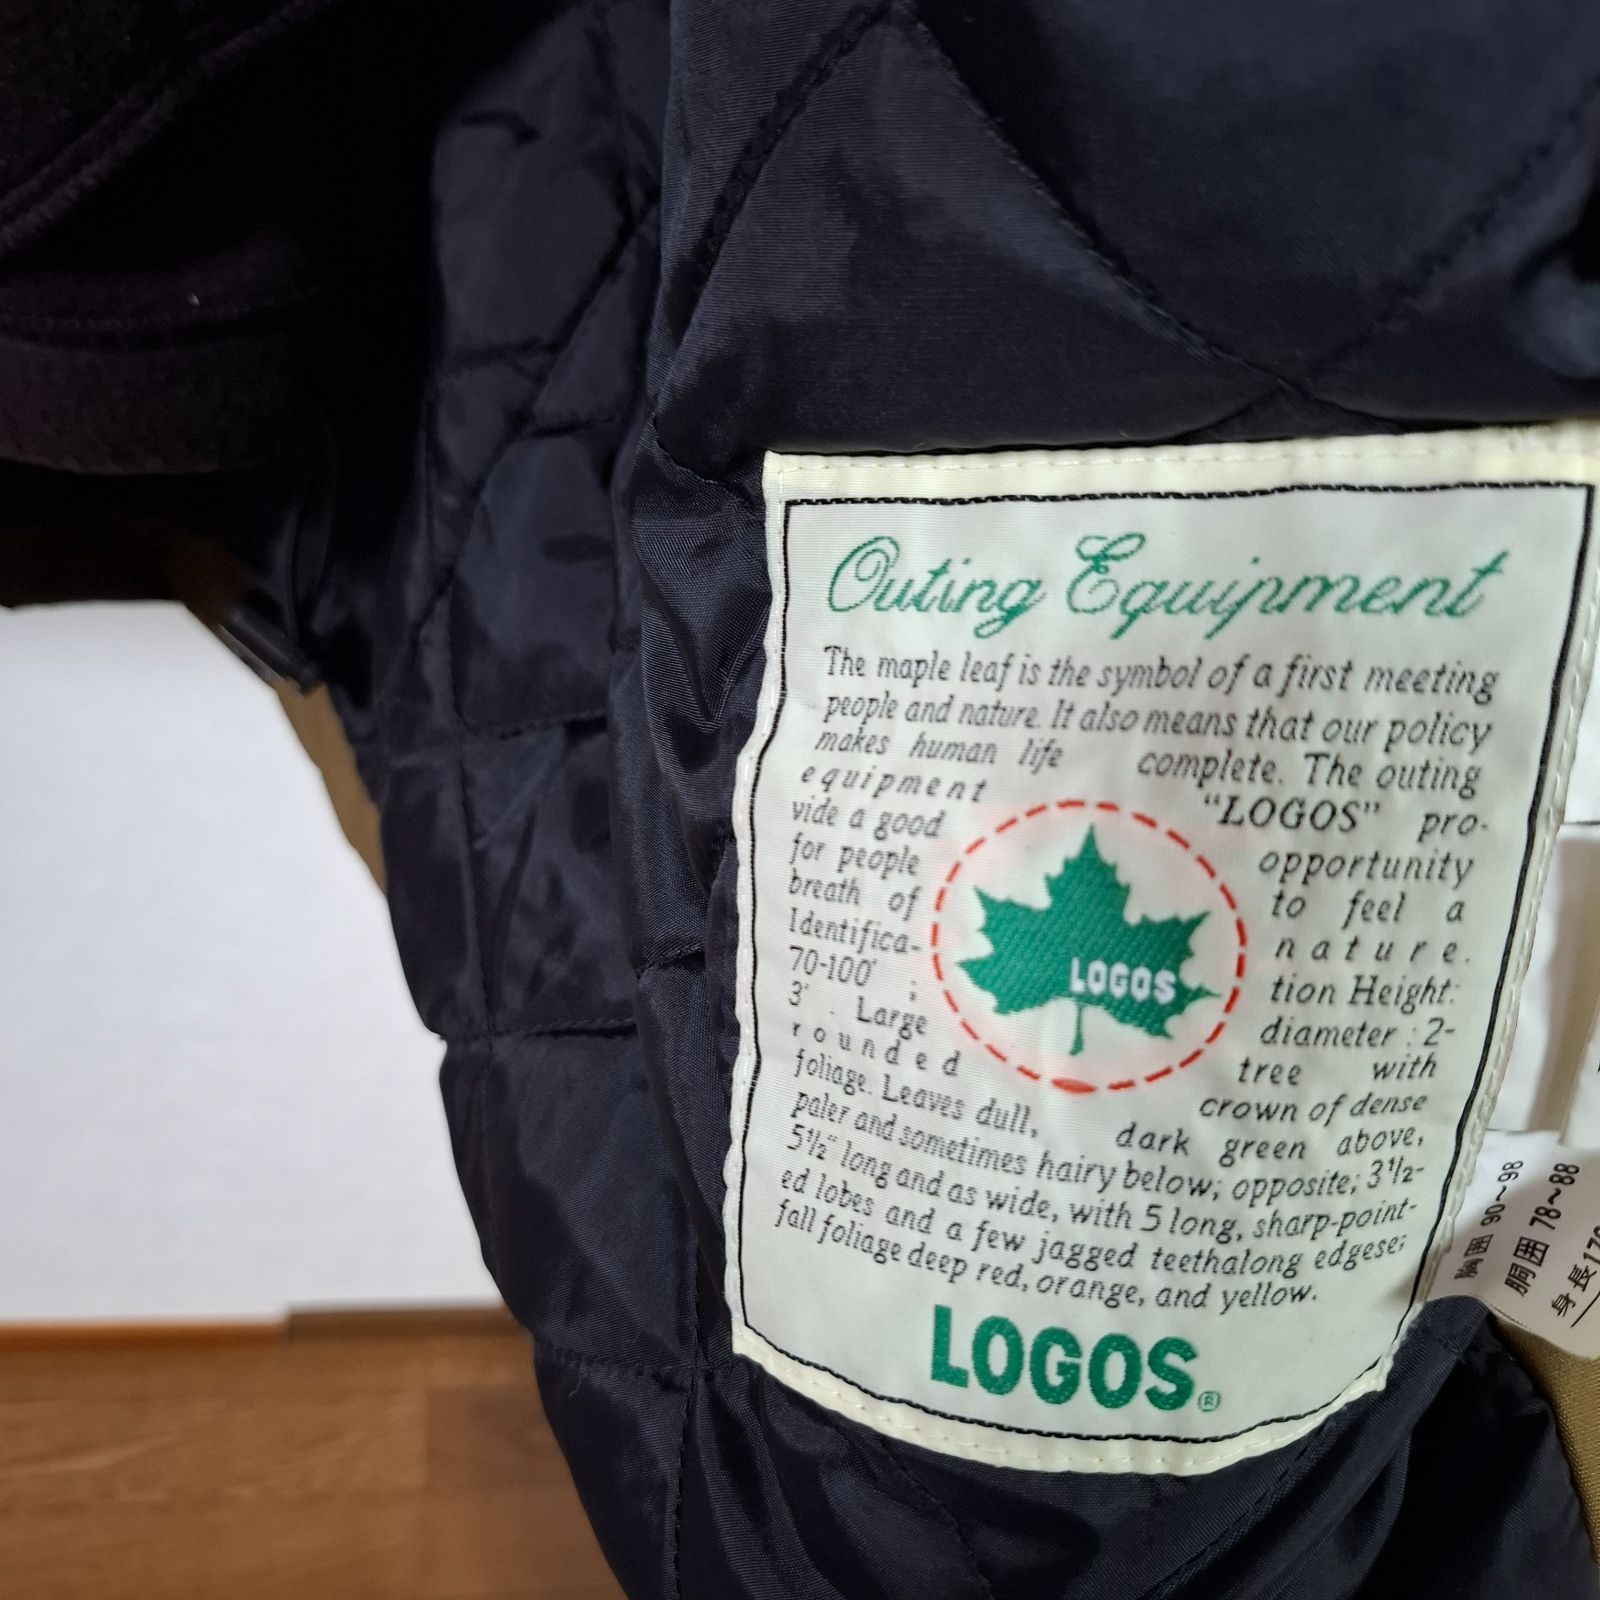 Outing Equipment
The maple leaf is the symbol of a first meeting
people and nature. It also means that our policy
makes human life complete. The outing
equipment "LOGOS" pro-
vide a good opportunity
for people to feel a
breath of nature.
Identifica- tion Height:
70-100' ; diameter : 2-
3' . Large tree with
rounded crown of dense
foliage. Leaves dull, dark green above,
paler and sometimes hairy below; opposite; 3½-
5½" long and as wide, with 5 long, sharp-point-
ed lobes and a few jagged teethalong edgese;
fall foliage deep red, orange, and yellow.
LOGOS
LOGOS®
胸囲 90~98
胴囲 78~88
身長